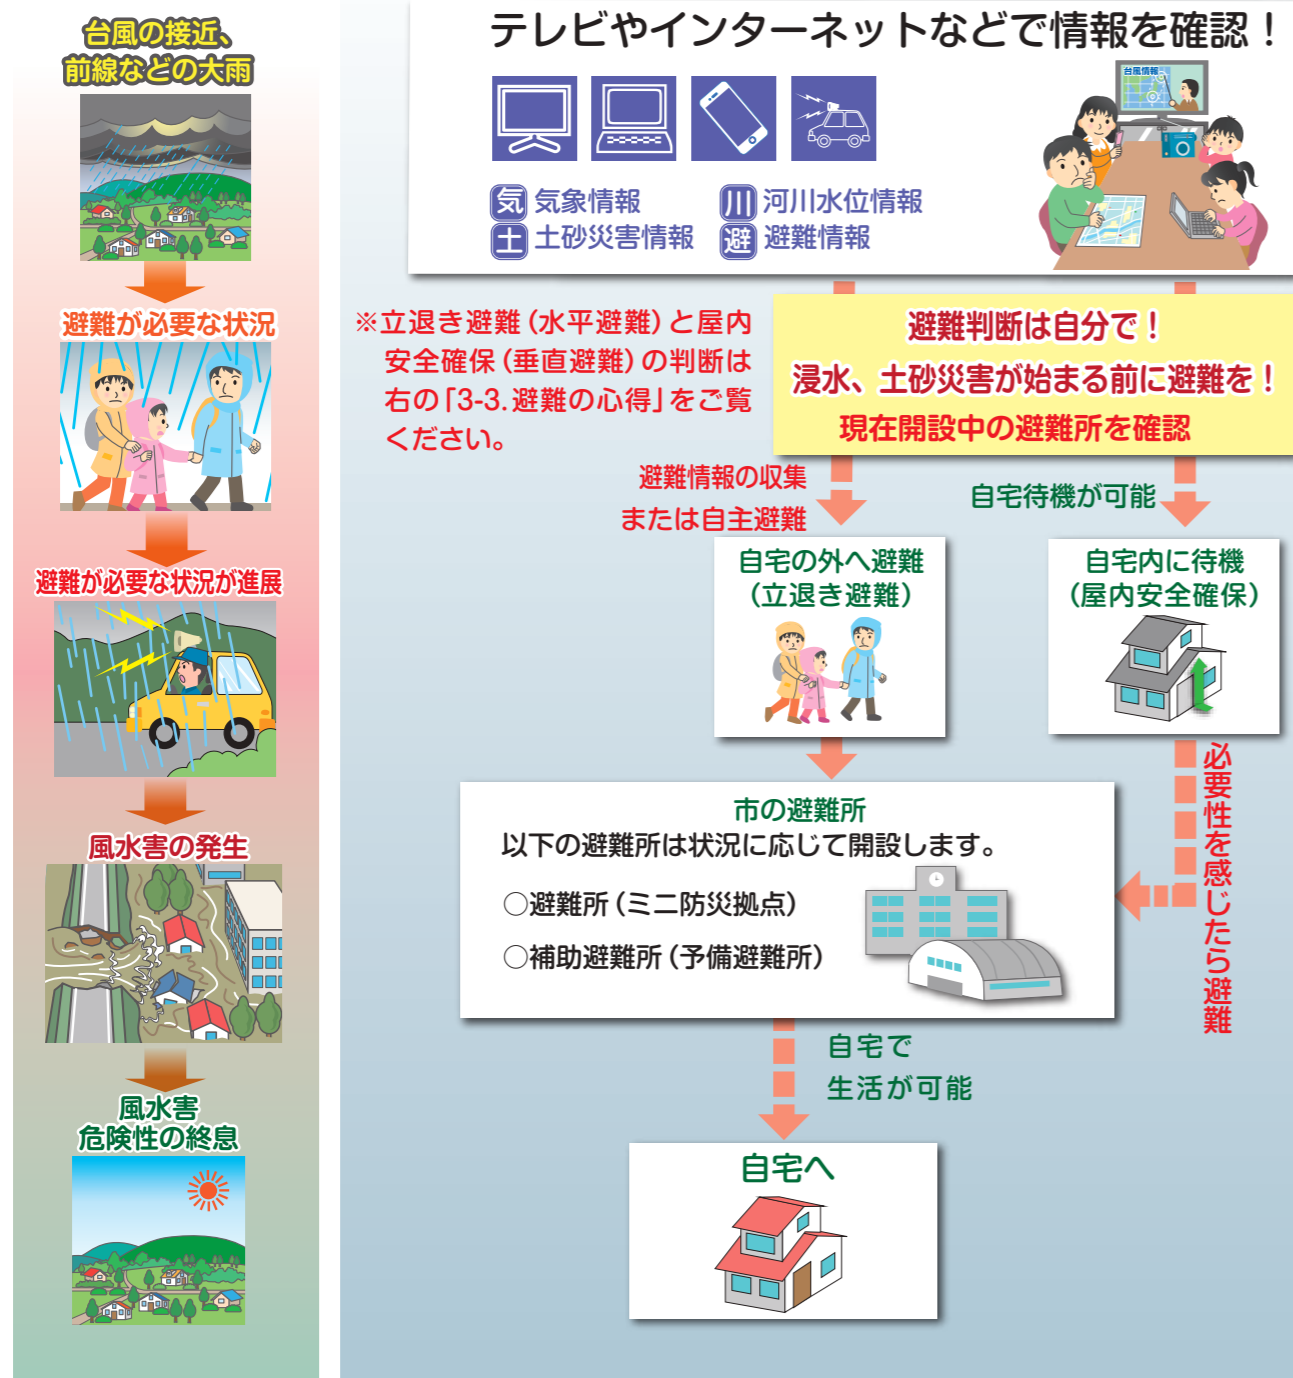 台風の接近、
前線などの大雨
避難が必要な状況
避難が必要な状況が進展
風水害の発生
風水害
危険性の終息
テレビやインターネットなどで情報を確認！
台風情報
気 気象情報
川 河川水位情報
土 土砂災害情報
避 避難情報
※立退き避難（水平避難）と屋内
安全確保（垂直避難）の判断は
右の「3-3.避難の心得」をご覧
ください。
避難判断は自分で！
浸水、土砂災害が始まる前に避難を！
現在開設中の避難所を確認
避難情報の収集
または自主避難
自宅待機が可能
自宅の外へ避難
（立退き避難）
自宅内に待機
（屋内安全確保）
必要性を感じたら避難
市の避難所
以下の避難所は状況に応じて開設します。
○避難所（ミニ防災拠点）
○補助避難所（予備避難所）
自宅で
生活が可能
自宅へ